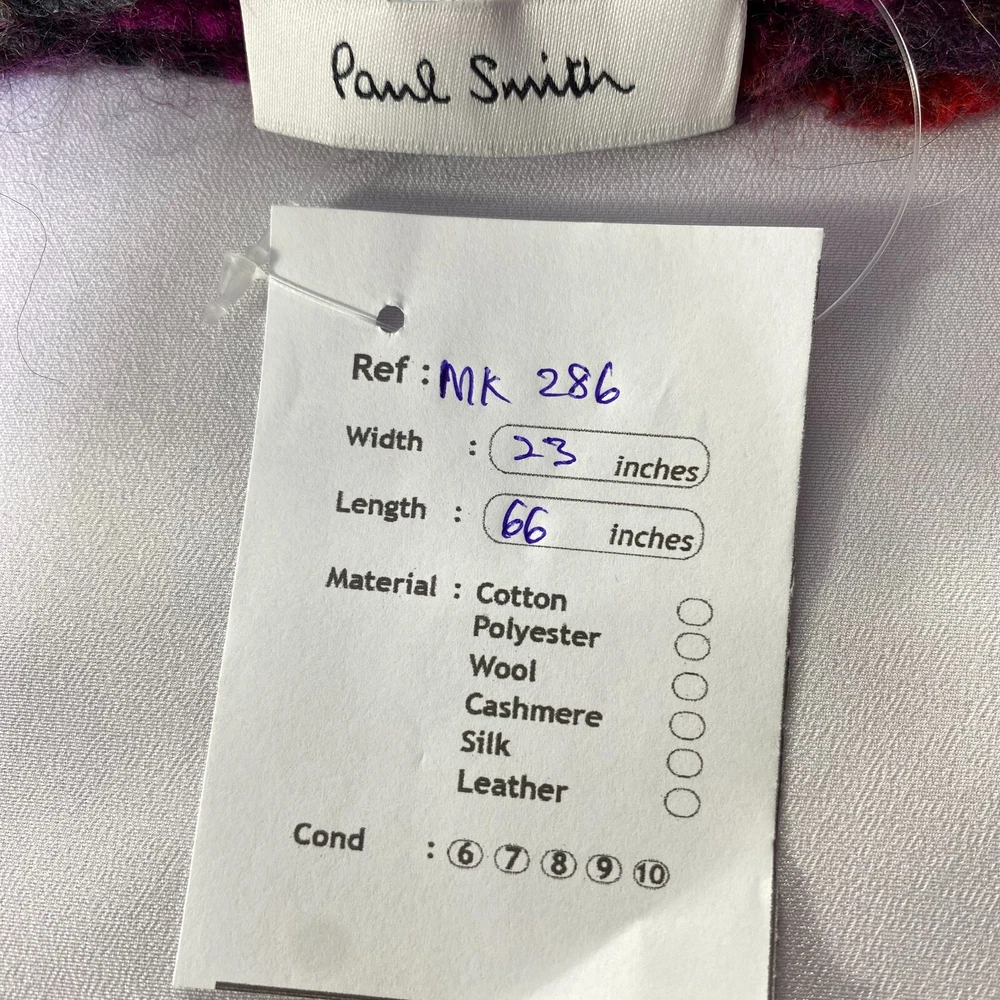 Paul Smith
Ref : MK 286
Width : 23 inches
Length : 66 inches
Material : Cotton
Polyester
Wool
Cashmere
Silk
Leather
Cond : 6 7 8 9 10